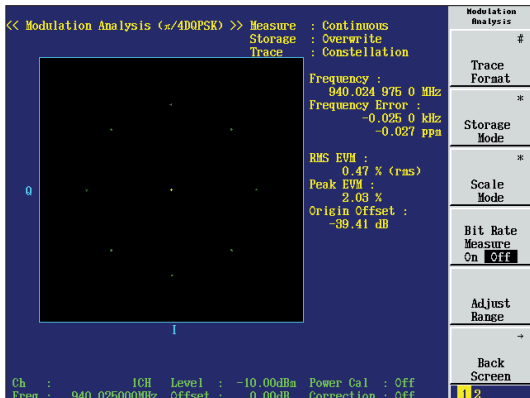 << Modulation Analysis (π/4DQPSK) >> Measure : Continuous
Storage : Overwrite
Trace : Constellation
Frequency :
940.024 975 0 MHz
Frequency Error :
-0.025 0 kHz
-0.027 ppm
RMS EVM :
0.47 % (rms)
Peak EVM :
2.03 %
Origin Offset :
-39.41 dB
Q
I
Ch : 1CH Level : -10.00dBm Power Cal : Off
Freq : 940.025000MHz Offset : 0.00dB Correction : Off
Modulation
Analysis
#
Trace
Format
*
Storage
Mode
*
Scale
Mode
Bit Rate
Measure
On Off
Adjust
Range
→
Back
Screen
1 2